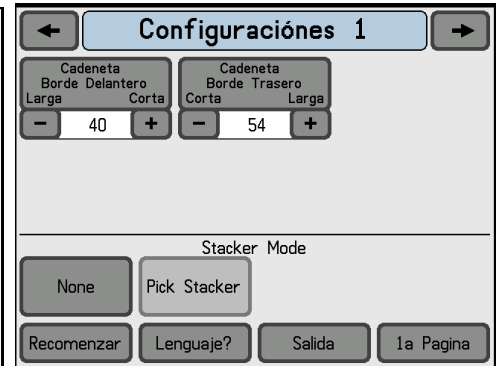 Configuraciónes 1
Cadeneta
Borde Delantero
Larga Corta
Cadeneta
Borde Trasero
Corta Larga
- 40 +
- 54 +
Stacker Mode
None
Pick Stacker
Recomenzar
Lenguaje?
Salida
1a Pagina